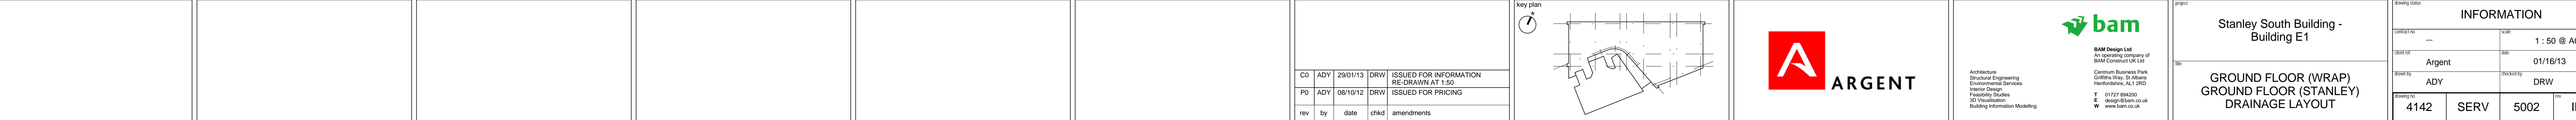 C0 ADY 29/01/13 DRW ISSUED FOR INFORMATION
RE-DRAWN AT 1:50
P0 ADY 08/10/12 DRW ISSUED FOR PRICING
rev by date chkd amendments
key plan
N
ARGENT
bam
BAM Design Ltd
An operating company of
BAM Construct UK Ltd
Centrium Business Park
Griffiths Way, St Albans
Hertfordshire, AL1 2RD
T 01727 894200
E design@bam.co.uk
W www.bam.co.uk
Architecture
Structural Engineering
Environmental Services
Interior Design
Feasibility Studies
3D Visualisation
Building Information Modelling
project
Stanley South Building -
Building E1
title
GROUND FLOOR (WRAP)
GROUND FLOOR (STANLEY)
DRAINAGE LAYOUT
drawing status
INFORMATION
contract no.
---
scale
1 : 50 @
client ref.
Argent
date
01/16/13
drawn by
ADY
checked by
DRW
drawing no.
4142 SERV 5002
rev.